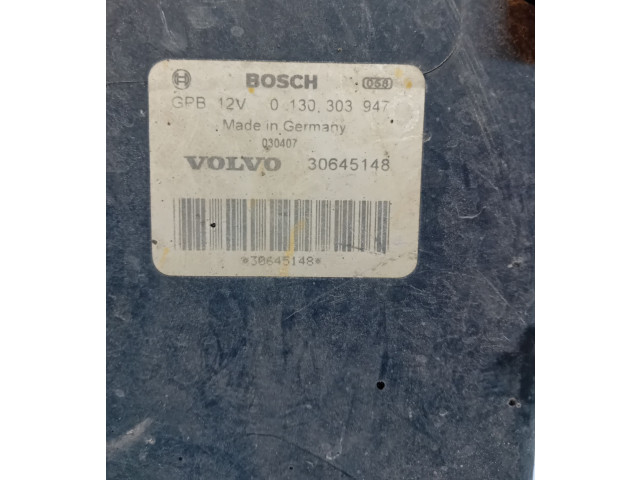 BOSCH
GPB 12V 0 130 303 947
Made in Germany
030407
VOLVO 30645148
*30645148*